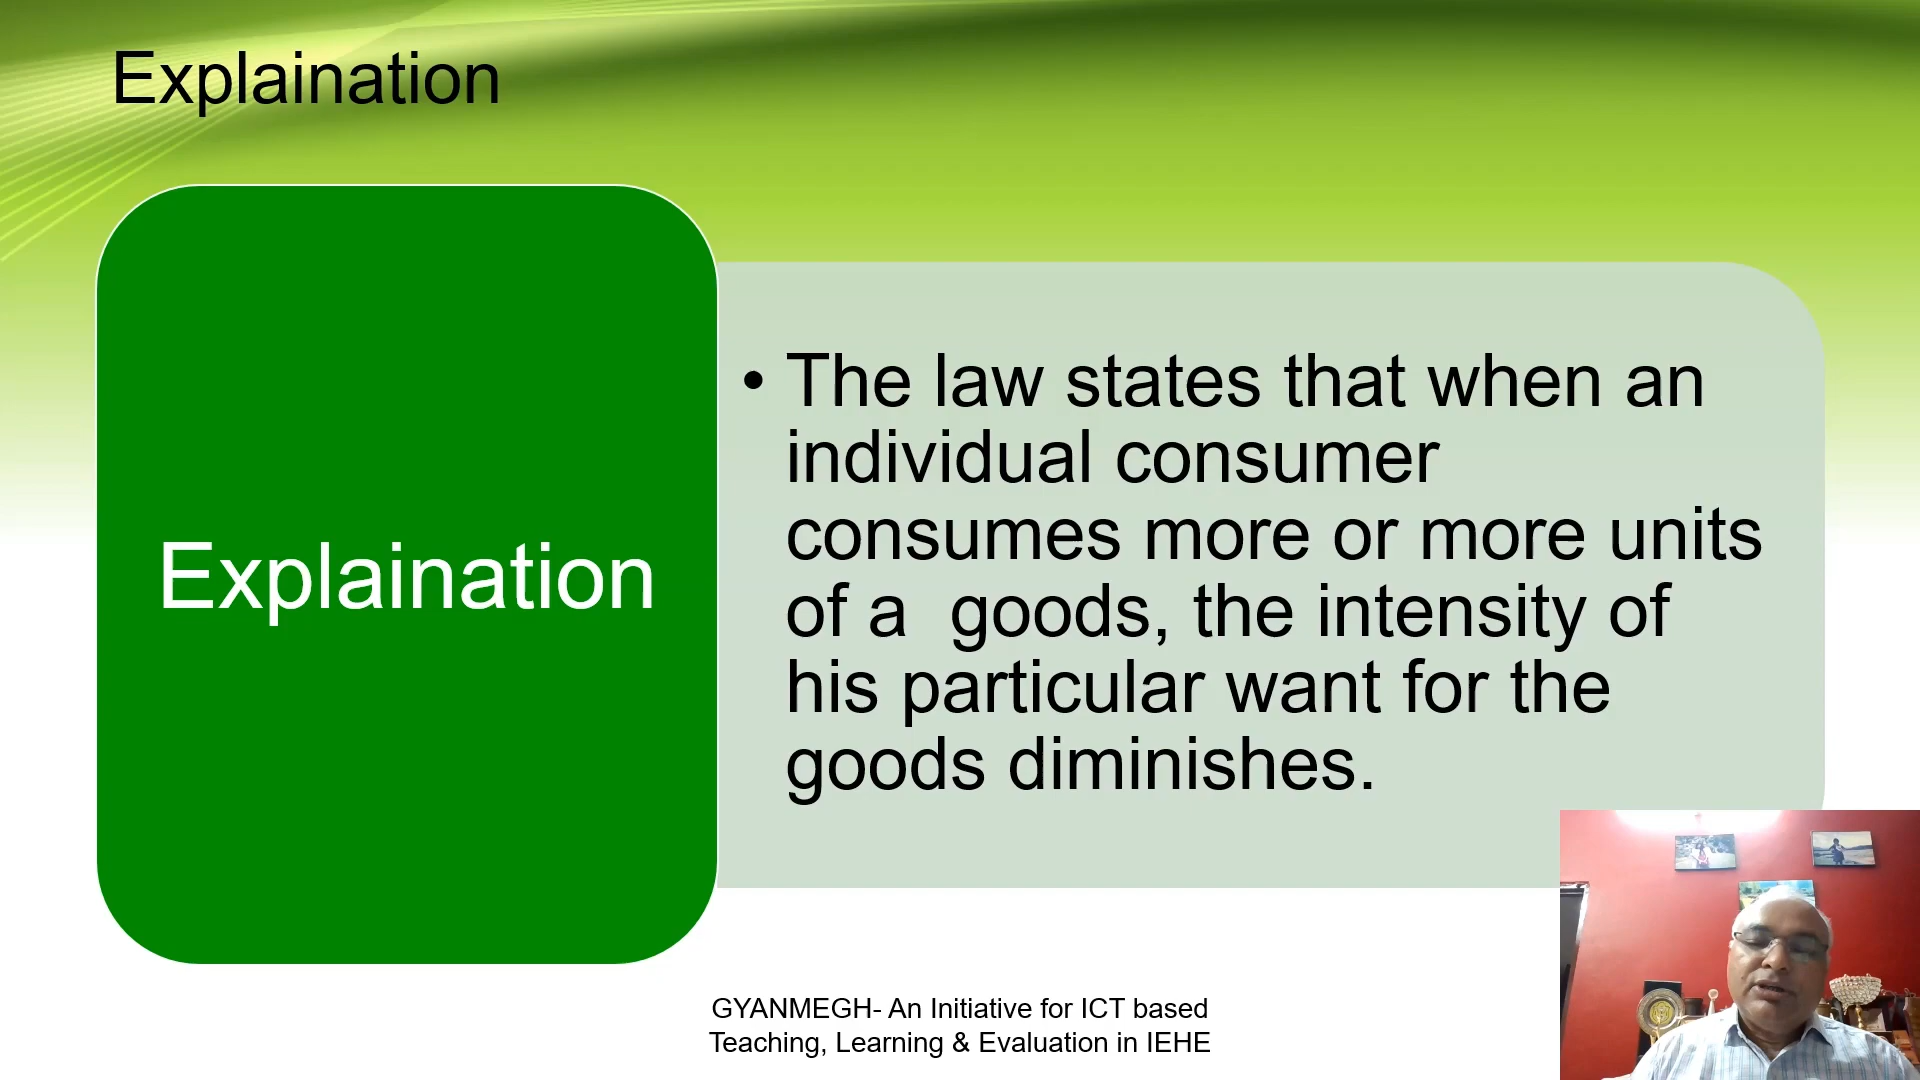 Explaination
Explaination
• The law states that when an
individual consumer
consumes more or more units
of a  goods, the intensity of
his particular want for the
goods diminishes.
GYANMEGH- An Initiative for ICT based
Teaching, Learning & Evaluation in IEHE